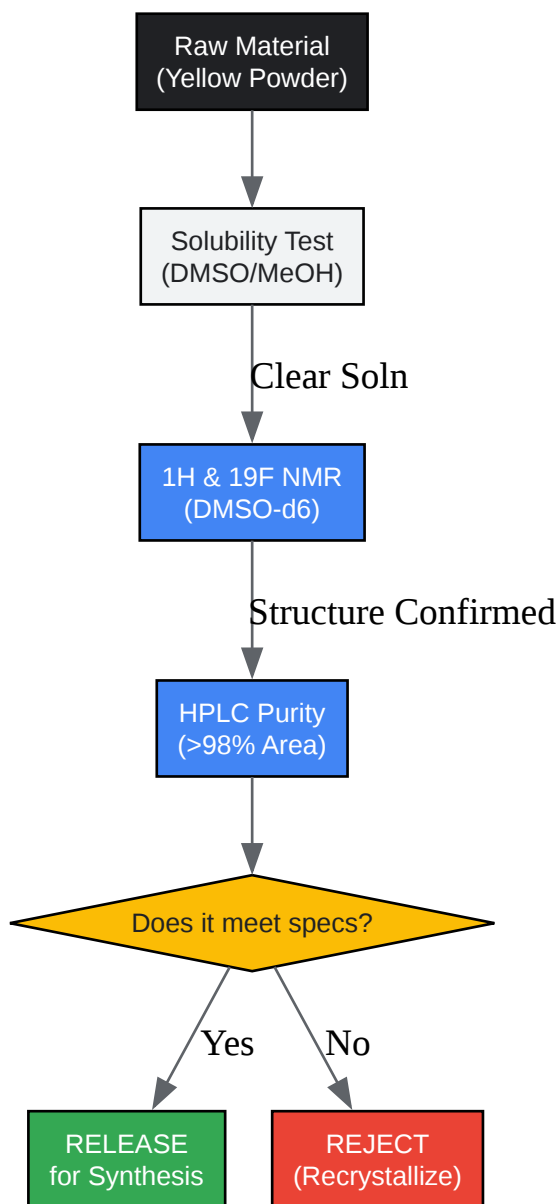 Raw Material
(Yellow Powder)
Solubility Test
(DMSO/MeOH)
Clear Soln
1H & 19F NMR
(DMSO-d6)
Structure Confirmed
HPLC Purity
(>98% Area)
Does it meet specs?
Yes
No
RELEASE
for Synthesis
REJECT
(Recrystallize)